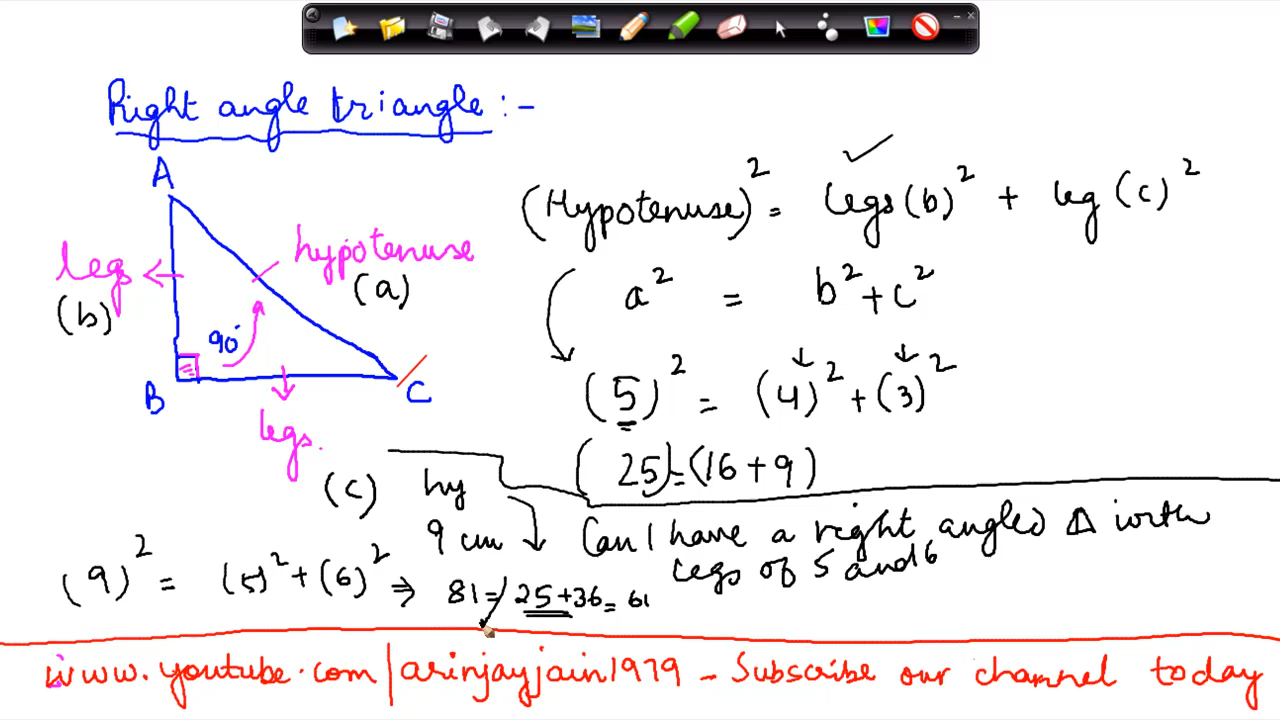 Right angle triangle :-
A
(Hypotenuse)² = legs (b)² + leg (c)²
legs
hypotenuse
(a)
(b)
a² = b² + c²
90°
B
C
(5)² = (4)² + (3)²
legs.
(25) = (16 + 9)
(c)
hy
9 cm
Can I have a right angled Δ with
legs of 5 and 6
(9)² = (5)² + (6)² ⇒ 81 ≠ 25 + 36 = 61
www.youtube.com/arinjayjain1979 - Subscribe our channel today